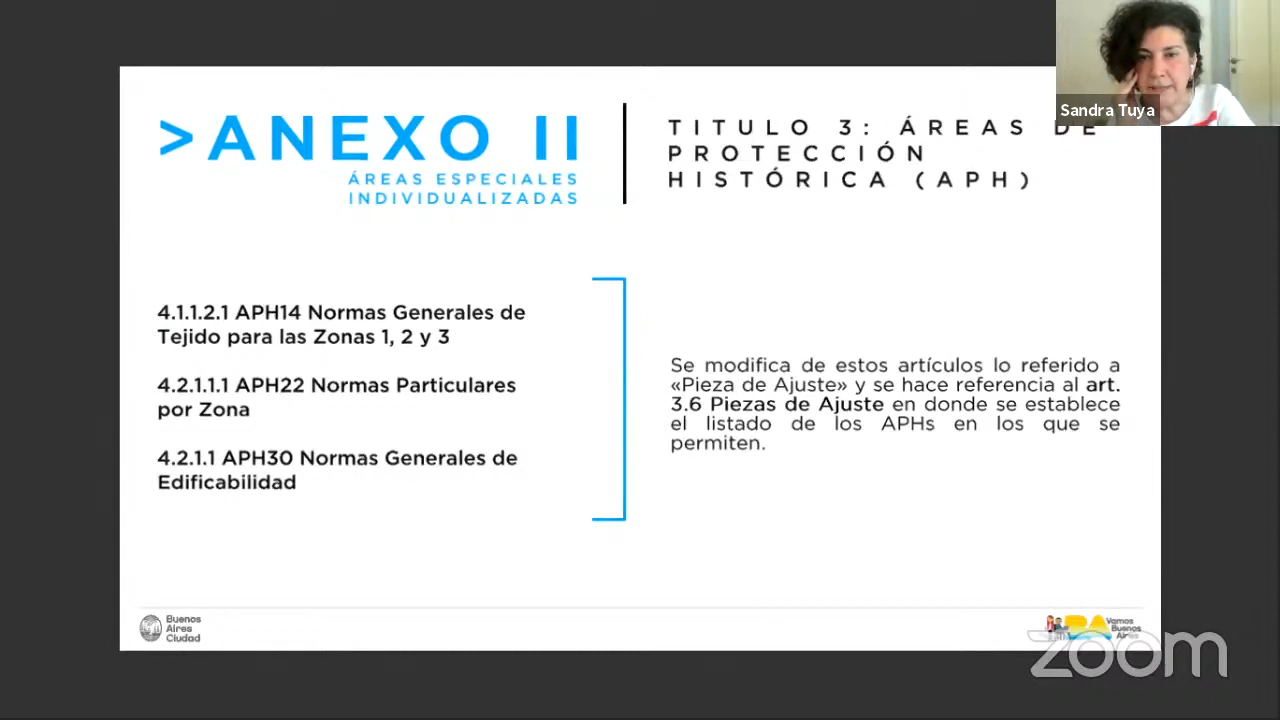 Sandra Tuya
>ANEXO II
ÁREAS ESPECIALES
INDIVIDUALIZADAS
TITULO 3: ÁREAS DE
PROTECCIÓN
HISTÓRICA (APH)
4.1.1.2.1 APH14 Normas Generales de
Tejido para las Zonas 1, 2 y 3
4.2.1.1.1 APH22 Normas Particulares
por Zona
4.2.1.1 APH30 Normas Generales de
Edificabilidad
Se modifica de estos artículos lo referido a
«Pieza de Ajuste» y se hace referencia al art.
3.6 Piezas de Ajuste en donde se establece
el listado de los APHs en los que se
permiten.
Buenos
Aires
Ciudad
BA
Vamos
Buenos
Aires
zoom